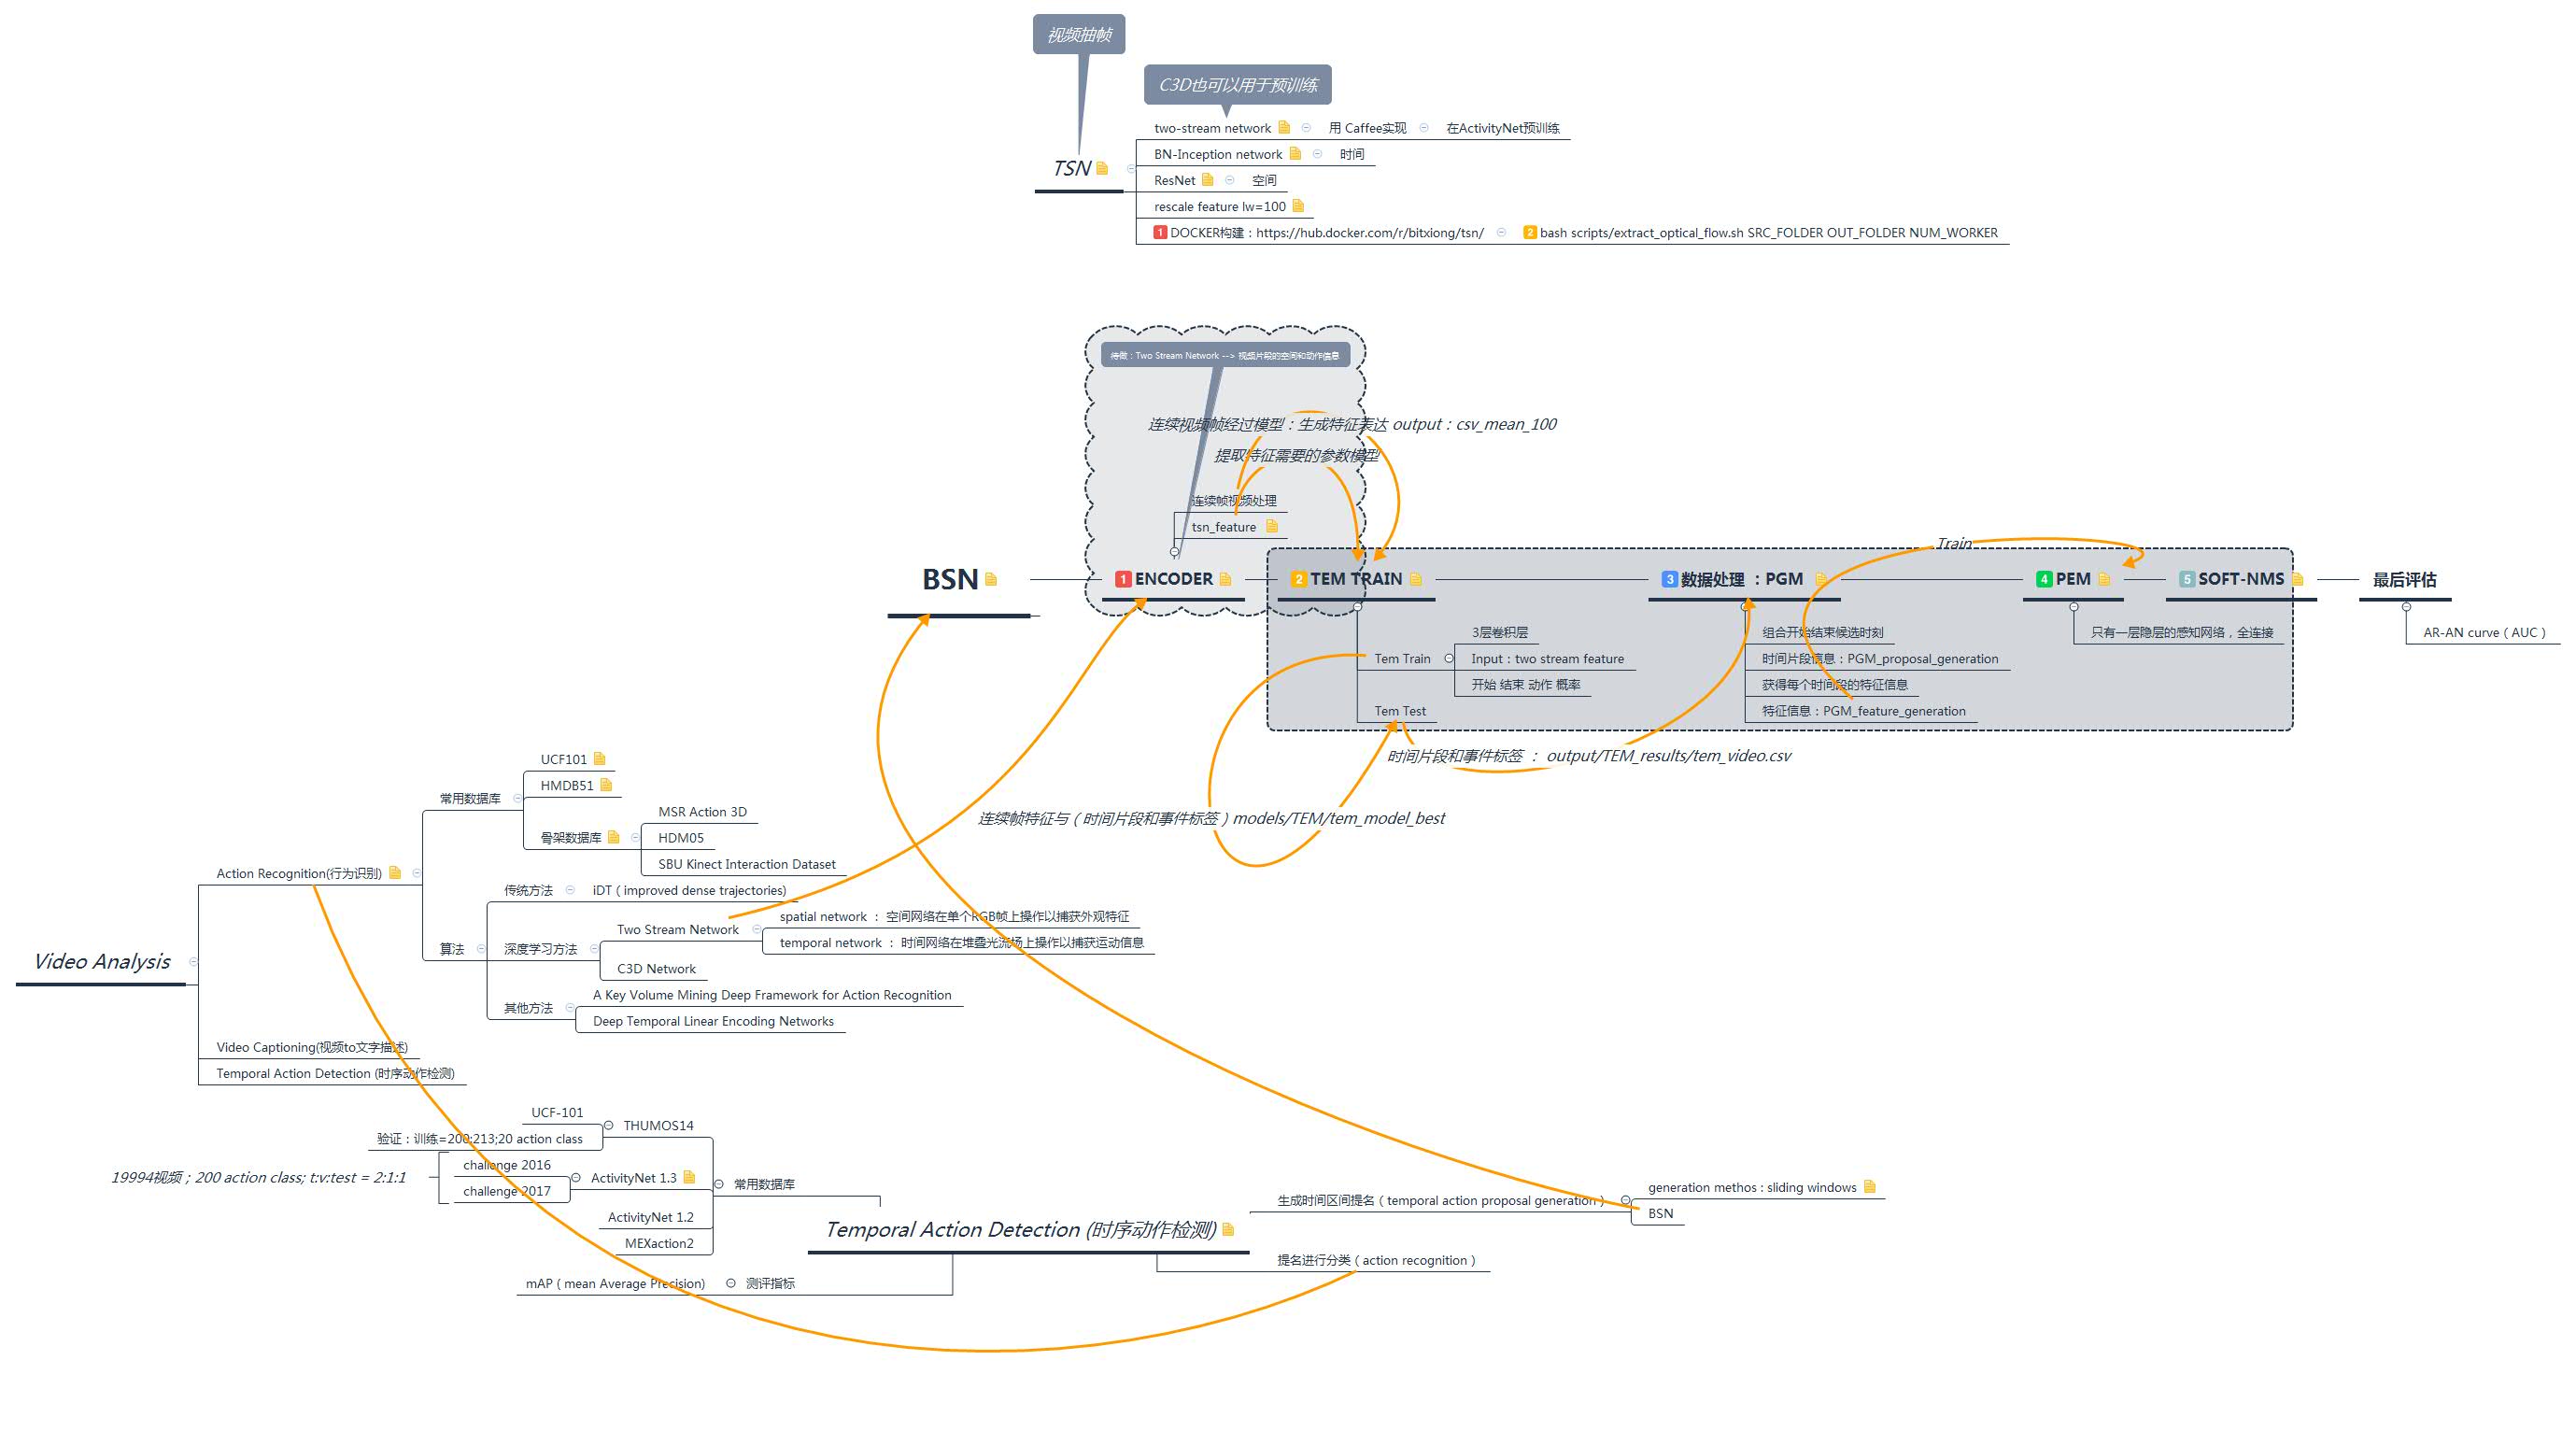 视频抽帧
C3D也可以用于预训练
two-stream network 用 Caffee实现 在ActivityNet预训练
BN-Inception network 时间
TSN
ResNet 空间
rescale feature lw=100
1 DOCKER构建：https://hub.docker.com/r/bitxiong/tsn/ 2 bash scripts/extract_optical_flow.sh SRC_FOLDER OUT_FOLDER NUM_WORKER
待做：Two Stream Network --> 视频片段的空间和动作信息
连续视频帧经过模型：生成特征表达 output：csv_mean_100
提取特征需要的参数模型
连续帧视频处理
tsn_feature
Train
BSN 1 ENCODER 2 TEM TRAIN 3 数据处理 ：PGM 4 PEM 5 SOFT-NMS 最后评估
3层卷积层
Tem Train
Input：two stream feature
开始 结束 动作 概率
Tem Test
组合开始结束候选时刻
时间片段信息：PGM_proposal_generation
获得每个时间段的特征信息
特征信息：PGM_feature_generation
只有一层隐层的感知网络，全连接
AR-AN curve（AUC）
时间片段和事件标签 ： output/TEM_results/tem_video.csv
连续帧特征与（时间片段和事件标签）models/TEM/tem_model_best
Video Analysis
Action Recognition(行为识别)
常用数据库
UCF101
HMDB51
骨架数据库
MSR Action 3D
HDM05
SBU Kinect Interaction Dataset
算法
传统方法 iDT（improved dense trajectories)
深度学习方法
Two Stream Network
spatial network ： 空间网络在单个RGB帧上操作以捕获外观特征
temporal network ： 时间网络在堆叠光流场上操作以捕获运动信息
C3D Network
其他方法
A Key Volume Mining Deep Framework for Action Recognition
Deep Temporal Linear Encoding Networks
Video Captioning(视频to文字描述)
Temporal Action Detection (时序动作检测)
UCF-101
THUMOS14
验证：训练=200:213;20 action class
challenge 2016
19994视频；200 action class; t:v:test = 2:1:1
ActivityNet 1.3
challenge 2017
常用数据库
ActivityNet 1.2
MEXaction2
Temporal Action Detection (时序动作检测)
mAP（mean Average Precision) 测评指标
生成时间区间提名（temporal action proposal generation）
generation methos : sliding windows
BSN
提名进行分类（action recognition）